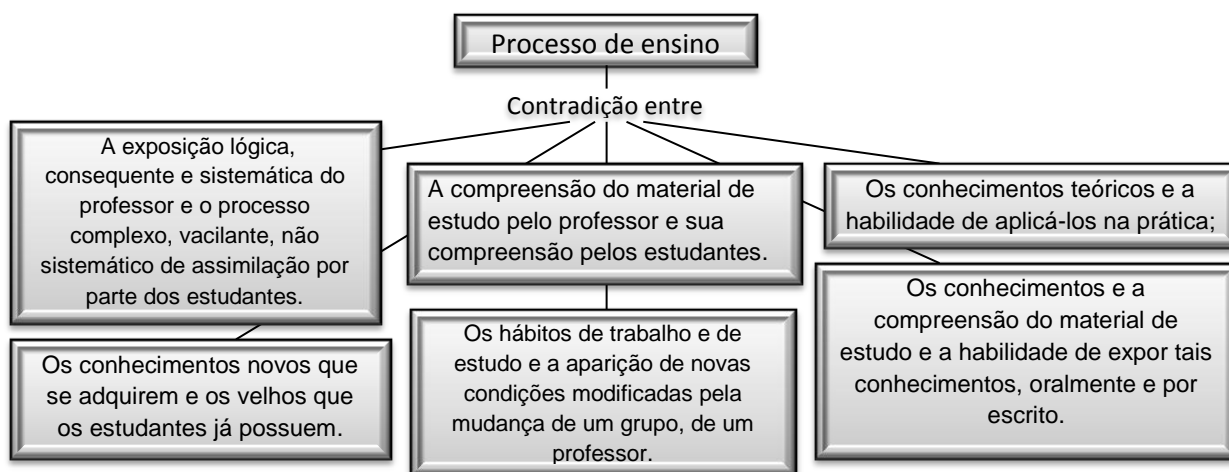 Processo de ensino
Contradição entre
A exposição lógica,
consequente e sistemática do
professor e o processo
complexo, vacilante, não
sistemático de assimilação por
parte dos estudantes.
A compreensão do material de
estudo pelo professor e sua
compreensão pelos estudantes.
Os conhecimentos teóricos e a
habilidade de aplicá-los na prática;
Os conhecimentos novos que
se adquirem e os velhos que
os estudantes já possuem.
Os hábitos de trabalho e de
estudo e a aparição de novas
condições modificadas pela
mudança de um grupo, de um
professor.
Os conhecimentos e a
compreensão do material de
estudo e a habilidade de expor tais
conhecimentos, oralmente e por
escrito.